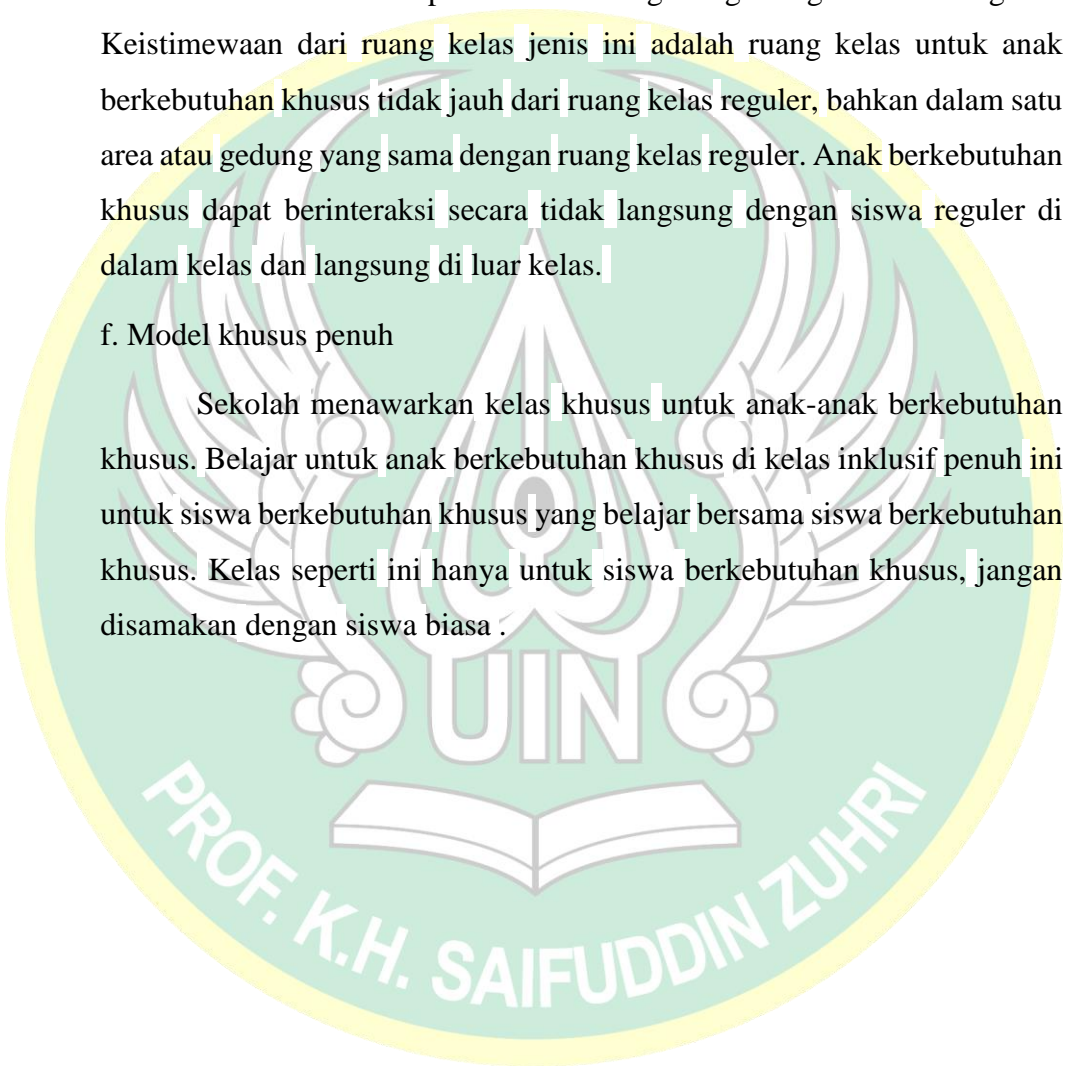 Keistimewaan dari ruang kelas jenis ini adalah ruang kelas untuk anak
berkebutuhan khusus tidak jauh dari ruang kelas reguler, bahkan dalam satu
area atau gedung yang sama dengan ruang kelas reguler. Anak berkebutuhan
khusus dapat berinteraksi secara tidak langsung dengan siswa reguler di
dalam kelas dan langsung di luar kelas.
f. Model khusus penuh
Sekolah menawarkan kelas khusus untuk anak-anak berkebutuhan
khusus. Belajar untuk anak berkebutuhan khusus di kelas inklusif penuh ini
untuk siswa berkebutuhan khusus yang belajar bersama siswa berkebutuhan
khusus. Kelas seperti ini hanya untuk siswa berkebutuhan khusus, jangan
disamakan dengan siswa biasa .
UIN
PROF. K.H. SAIFUDDIN ZUHRI